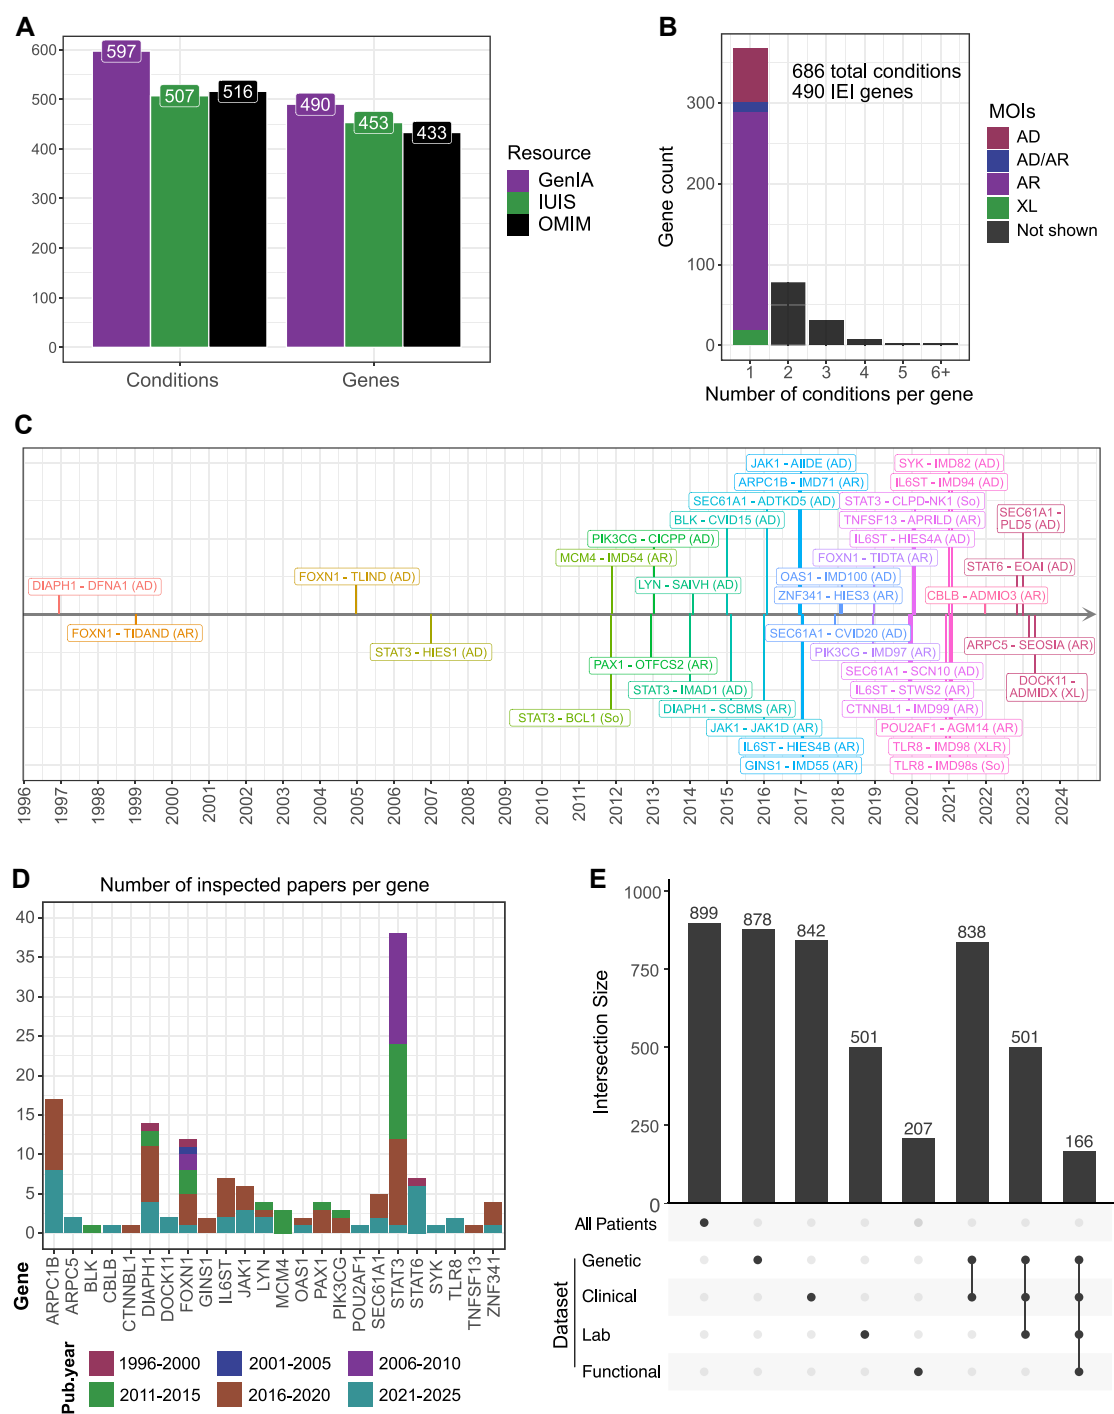 A
600
500
400
300
200
100
0
597
507
516
490
453
433
Conditions
Genes
Resource
GenIA
IUIS
OMIM
B
686 total conditions
490 IEI genes
Gene count
300
200
100
0
1
2
3
4
5
6+
Number of conditions per gene
MOIs
AD
AD/AR
AR
XL
Not shown
C
JAK1 - AIIDE (AD)
SYK - IMD82 (AD)
ARPC1B - IMD71 (AR)
IL6ST - IMD94 (AD)
SEC61A1 - ADTKD5 (AD)
STAT3 - CLPD-NK1 (So)
BLK - CVID15 (AD)
TNFSF13 - APRILD (AR)
SEC61A1 -
PLD5 (AD)
PIK3CG - CICPP (AD)
IL6ST - HIES4A (AD)
MCM4 - IMD54 (AR)
FOXN1 - TIDTA (AR)
STAT6 - EOAI (AD)
FOXN1 - TLIND (AD)
OAS1 - IMD100 (AD)
DIAPH1 - DFNA1 (AD)
LYN - SAIVH (AD)
ZNF341 - HIES3 (AR)
CBLB - ADMIO3 (AR)
FOXN1 - TIDAND (AR)
SEC61A1 - CVID20 (AD)
STAT3 - HIES1 (AD)
PIK3CG - IMD97 (AR)
ARPC5 - SEOSIA (AR)
PAX1 - OTFCS2 (AR)
SEC61A1 - SCN10 (AD)
STAT3 - IMAD1 (AD)
IL6ST - STWS2 (AR)
DOCK11 -
ADMIDX (XL)
DIAPH1 - SCBMS (AR)
CTNNBL1 - IMD99 (AR)
STAT3 - BCL1 (So)
JAK1 - JAK1D (AR)
POU2AF1 - AGM14 (AR)
IL6ST - HIES4B (AR)
TLR8 - IMD98 (XLR)
GINS1 - IMD55 (AR)
TLR8 - IMD98s (So)
1996
1997
1998
1999
2000
2001
2002
2003
2004
2005
2006
2007
2008
2009
2010
2011
2012
2013
2014
2015
2016
2017
2018
2019
2020
2021
2022
2023
2024
D
Number of inspected papers per gene
40
35
30
25
20
15
10
5
0
Gene
ARPC1B
ARPC5
BLK
CBLB
CTNNBL1
DIAPH1
DOCK11
FOXN1
GINS1
IL6ST
JAK1
LYN
MCM4
OAS1
PAX1
PIK3CG
POU2AF1
SEC61A1
STAT3
STAT6
SYK
TLR8
TNFSF13
ZNF341
Pub.year
1996-2000
2001-2005
2006-2010
2011-2015
2016-2020
2021-2025
E
Intersection Size
1000
750
500
250
0
899
878
842
501
207
838
501
166
All Patients
Dataset
Genetic
Clinical
Lab
Functional